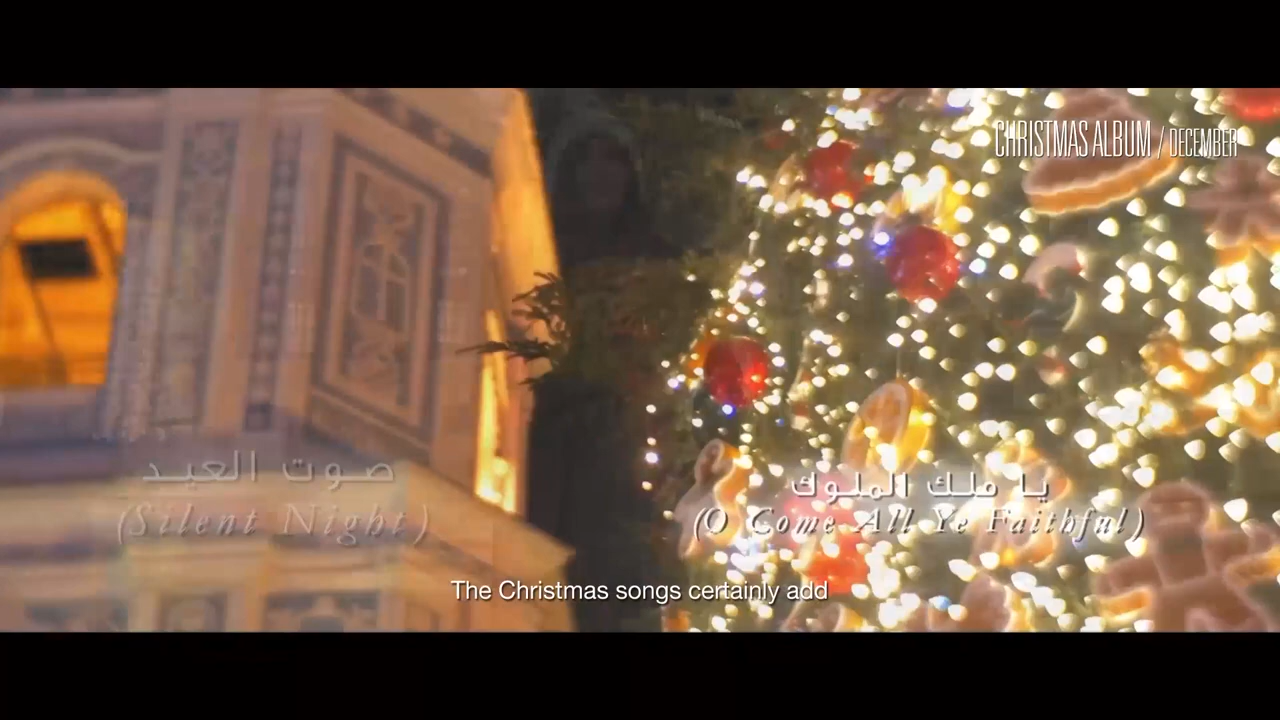 CHRISTMAS ALBUM / DECEMBER
صوت العيد
(Silent Night)
يا ملك الملوك
(O Come All Ye Faithful)
The Christmas songs certainly add